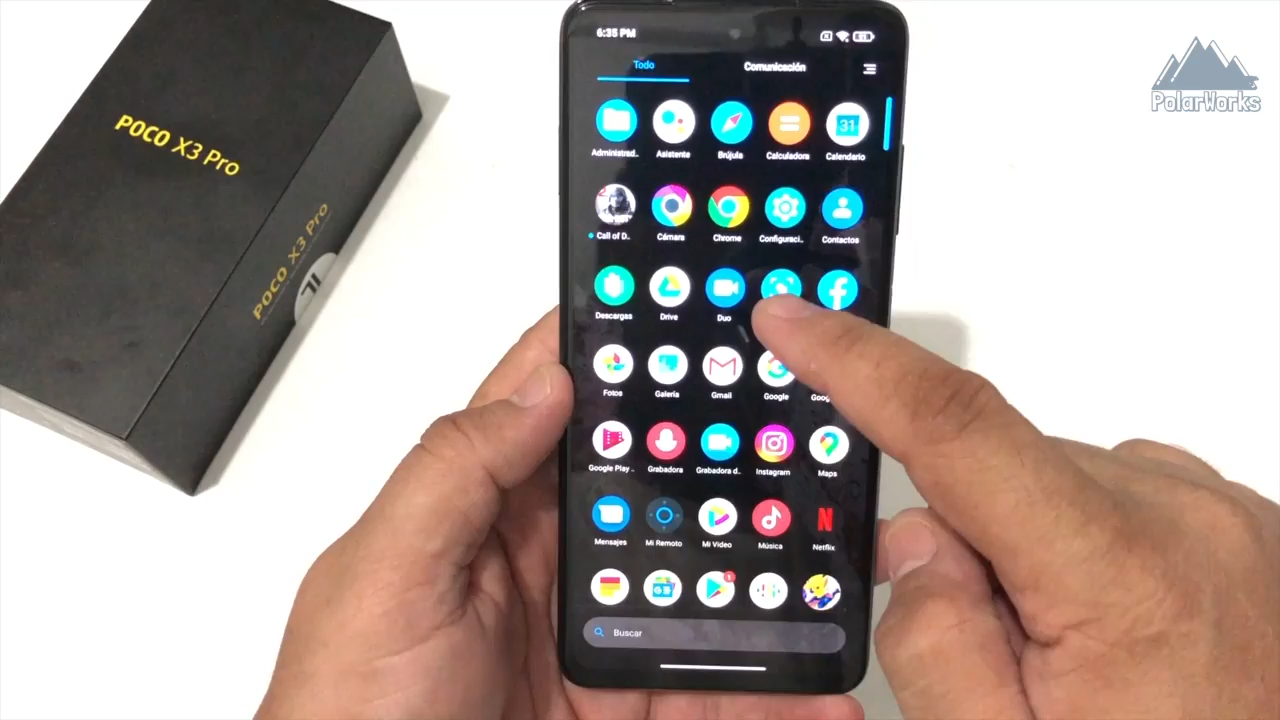 POCO X3 Pro
POCO X3 Pro
PolarWorks
6:35 PM
Todo
Comunicación
Administrad..
Asistente
Brújula
Calculadora
31
Calendario
Call of D..
Cámara
Chrome
Configuraci..
Contactos
Descargas
Drive
Duo
Fotos
Galería
Gmail
Google
Goog
Google Play ..
Grabadora
Grabadora d..
Instagram
Maps
Mensajes
Mi Remoto
Mi Video
Música
Netflix
1
Buscar